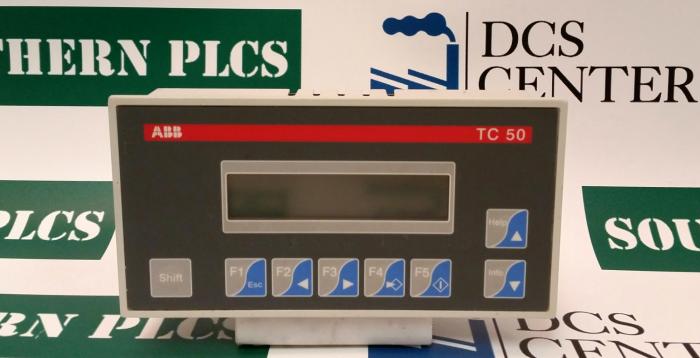 THERN PLCS
DCS
CENTER
ABB
TC 50
PLCS
SOU
Help
Shift
F1
Esc
F2
F3
F4
F5
Info
RN PLCS
DCS